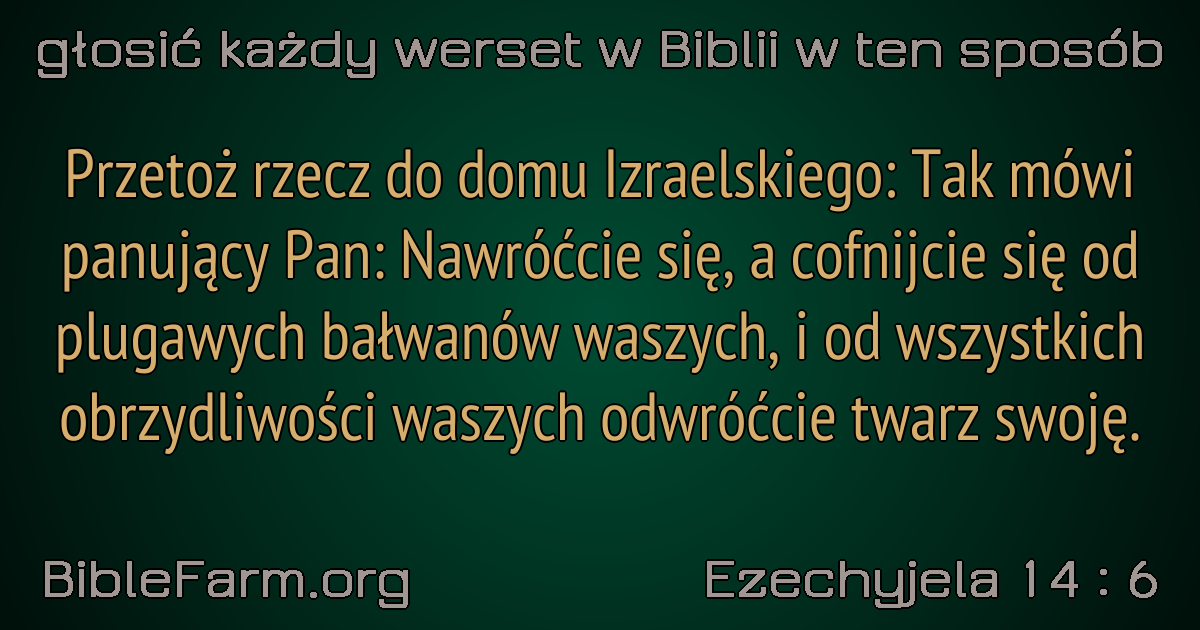 głosić każdy werset w Biblii w ten sposób
Przetoż rzecz do domu Izraelskiego: Tak mówi
panujący Pan: Nawróćcie się, a cofnijcie się od
plugawych bałwanów waszych, i od wszystkich
obrzydliwości waszych odwróćcie twarz swoję.
BibleFarm.org
Ezechyjela 14 : 6